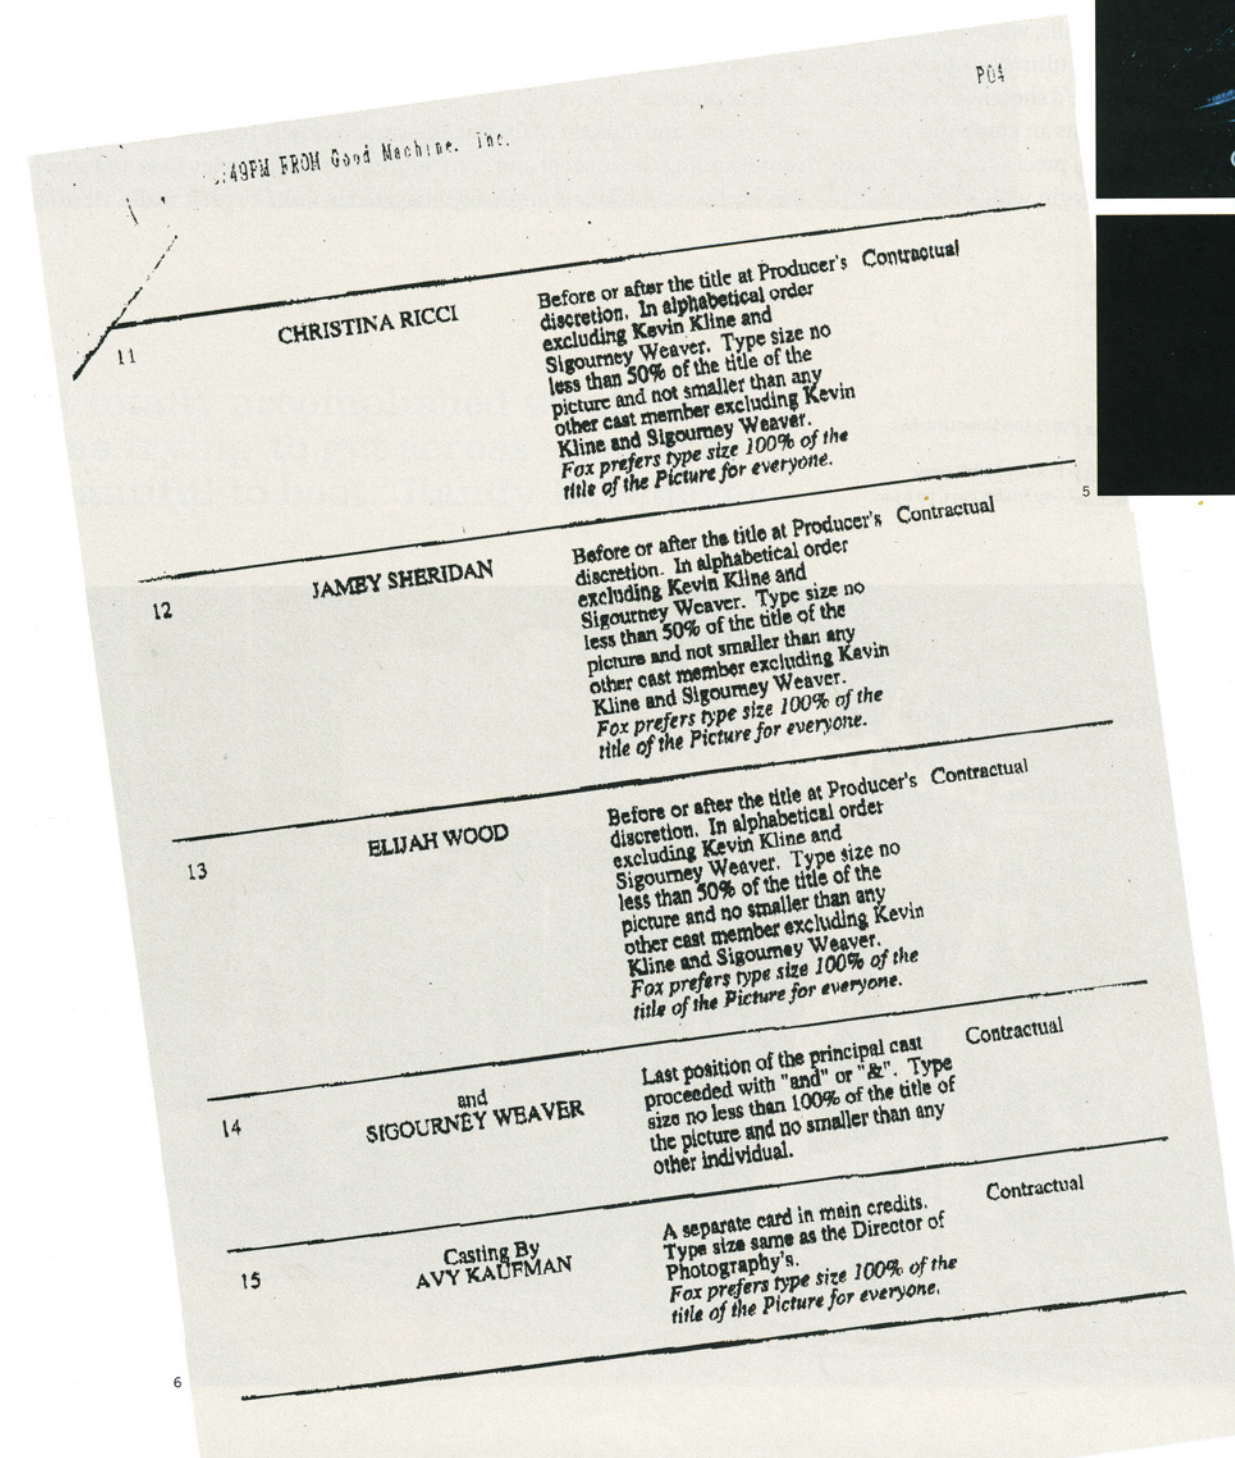 P04
:49PM FROM Good Machine. Inc.
11
CHRISTINA RICCI
Before or after the title at Producer's
discretion. In alphabetical order
excluding Kevin Kline and
Sigourney Weaver. Type size no
less than 50% of the title of the
picture and not smaller than any
other cast member excluding Kevin
Kline and Sigourney Weaver.
Fox prefers type size 100% of the
title of the Picture for everyone.
Contractual
5
12
JAMEY SHERIDAN
Before or after the title at Producer's
discretion. In alphabetical order
excluding Kevin Kline and
Sigourney Weaver. Type size no
less than 50% of the title of the
picture and not smaller than any
other cast member excluding Kevin
Kline and Sigourney Weaver.
Fox prefers type size 100% of the
title of the Picture for everyone.
Contractual
13
ELIJAH WOOD
Before or after the title at Producer's
discretion. In alphabetical order
excluding Kevin Kline and
Sigourney Weaver. Type size no
less than 50% of the title of the
picture and no smaller than any
other cast member excluding Kevin
Kline and Sigourney Weaver.
Fox prefers type size 100% of the
title of the Picture for everyone.
Contractual
14
and
SIGOURNEY WEAVER
Last position of the principal cast
proceeded with "and" or "&". Type
size no less than 100% of the title of
the picture and no smaller than any
other individual.
Contractual
15
Casting By
AVY KAUFMAN
A separate card in main credits.
Type size same as the Director of
Photography's.
Fox prefers type size 100% of the
title of the Picture for everyone.
Contractual
6